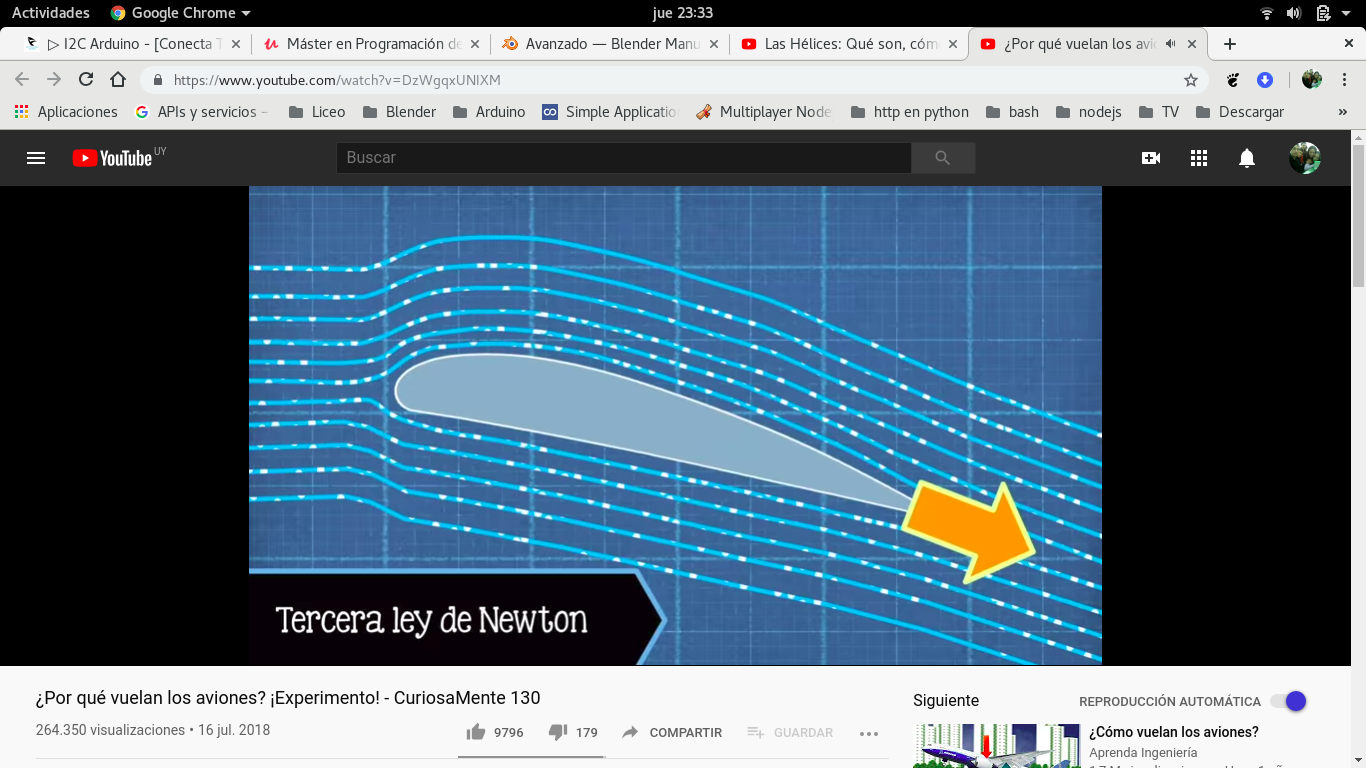 Actividades Google Chrome jue 23:33
▷ I2C Arduino - [Conecta T Máster en Programación de Avanzado — Blender Manu Las Hélices: Qué son, cóm ¿Por qué vuelan los avi
https://www.youtube.com/watch?v=DzWgqxUNIXM
Aplicaciones APIs y servicios – Liceo Blender Arduino Simple Applicatio Multiplayer Node http en python bash nodejs TV Descargar »
YouTube UY Buscar
Tercera ley de Newton
¿Por qué vuelan los aviones? ¡Experimento! - CuriosaMente 130
264.350 visualizaciones • 16 jul. 2018 9796 179 COMPARTIR GUARDAR
Siguiente REPRODUCCIÓN AUTOMÁTICA
¿Cómo vuelan los aviones?
Aprenda Ingeniería